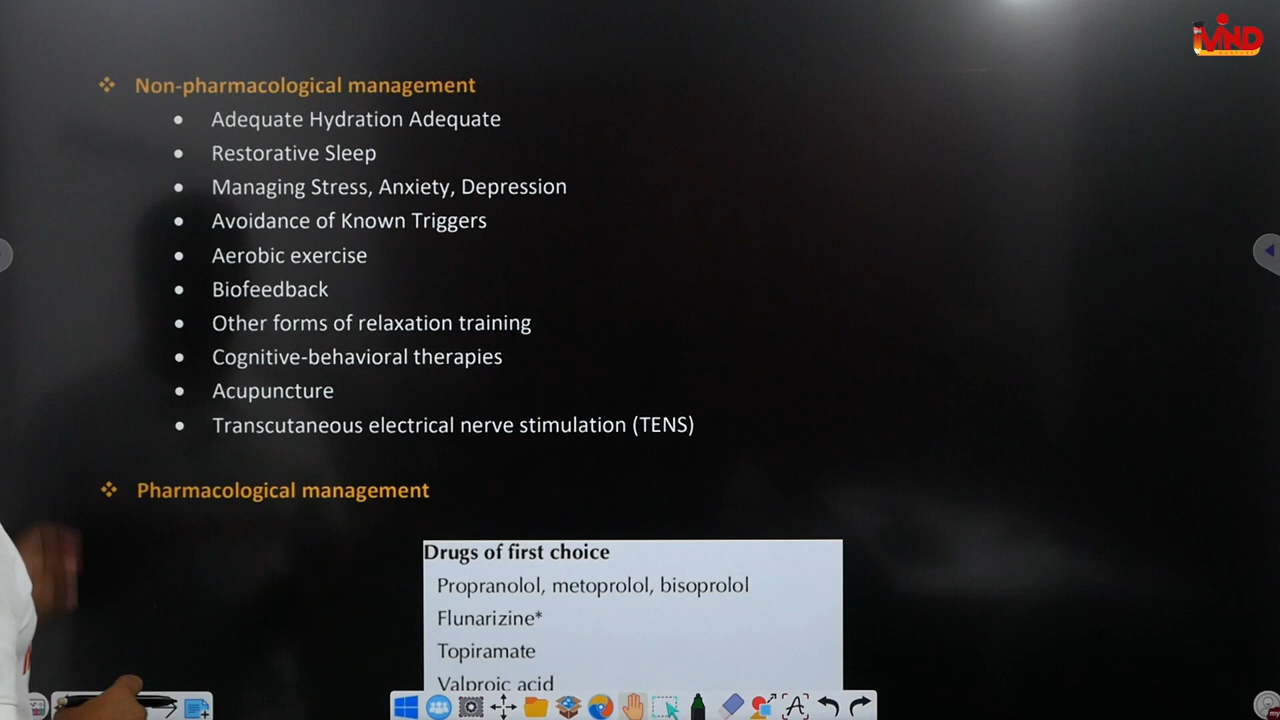 MIND
❖ Non-pharmacological management
• Adequate Hydration Adequate
• Restorative Sleep
• Managing Stress, Anxiety, Depression
• Avoidance of Known Triggers
• Aerobic exercise
• Biofeedback
• Other forms of relaxation training
• Cognitive-behavioral therapies
• Acupuncture
• Transcutaneous electrical nerve stimulation (TENS)
❖ Pharmacological management
Drugs of first choice
Propranolol, metoprolol, bisoprolol
Flunarizine*
Topiramate
Valproic acid